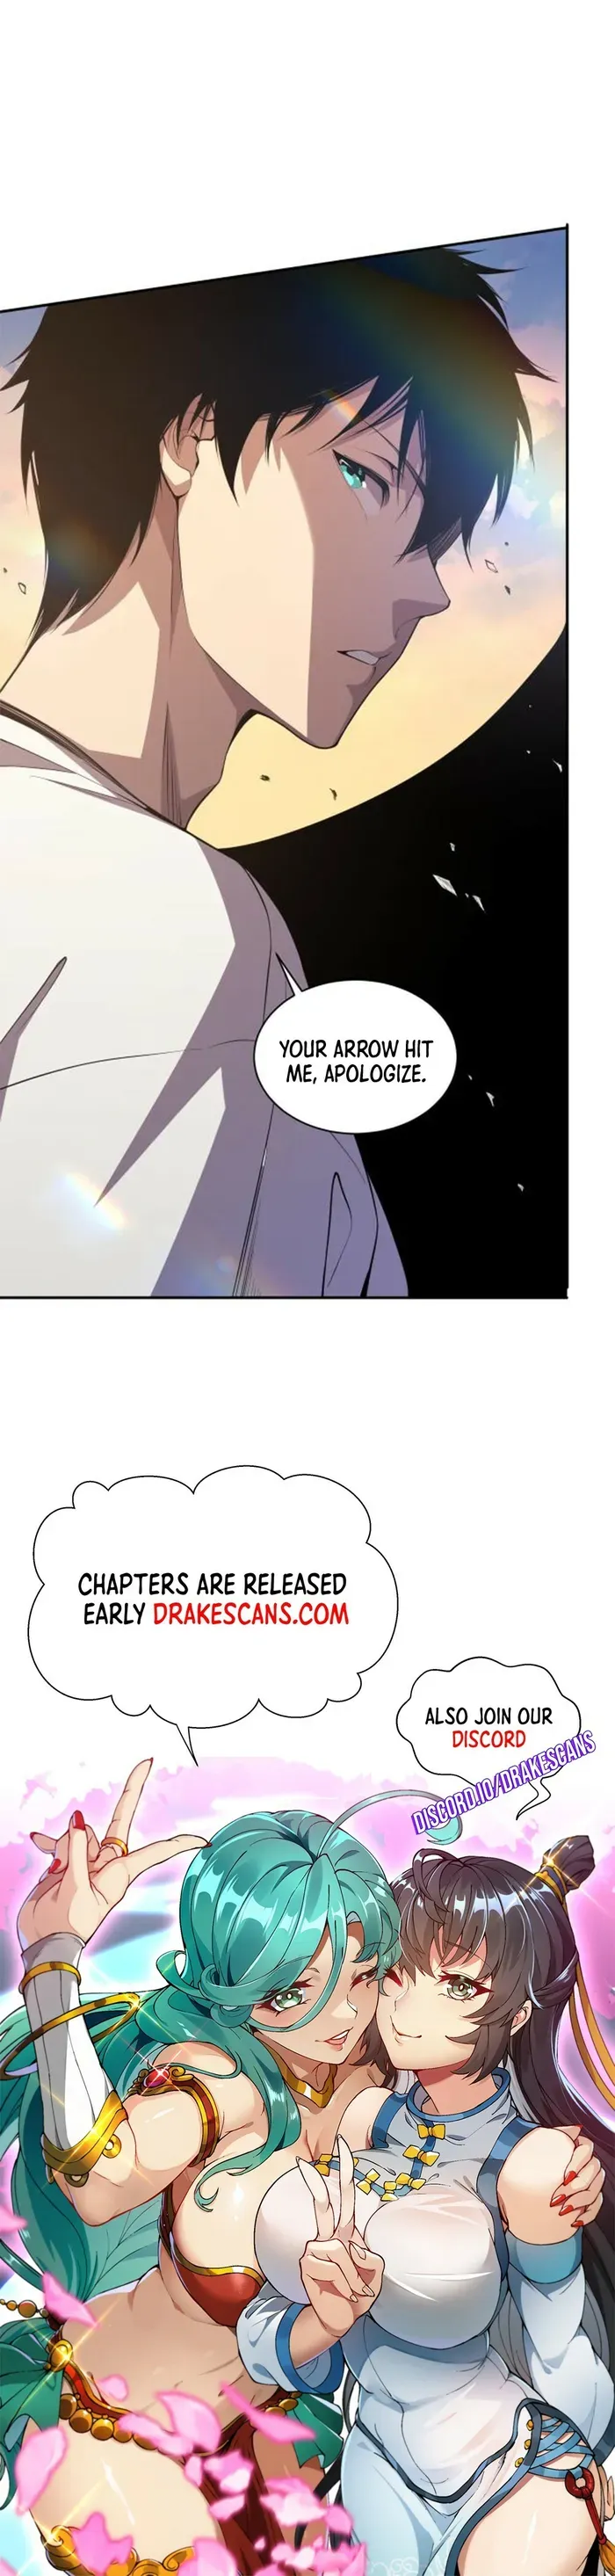 YOUR ARROW HIT
ME, APOLOGIZE.
CHAPTERS ARE RELEASED
EARLY DRAKESCANS.COM
ALSO JOIN OUR
DISCORD
DISCORD.IO/DRAKESCANS